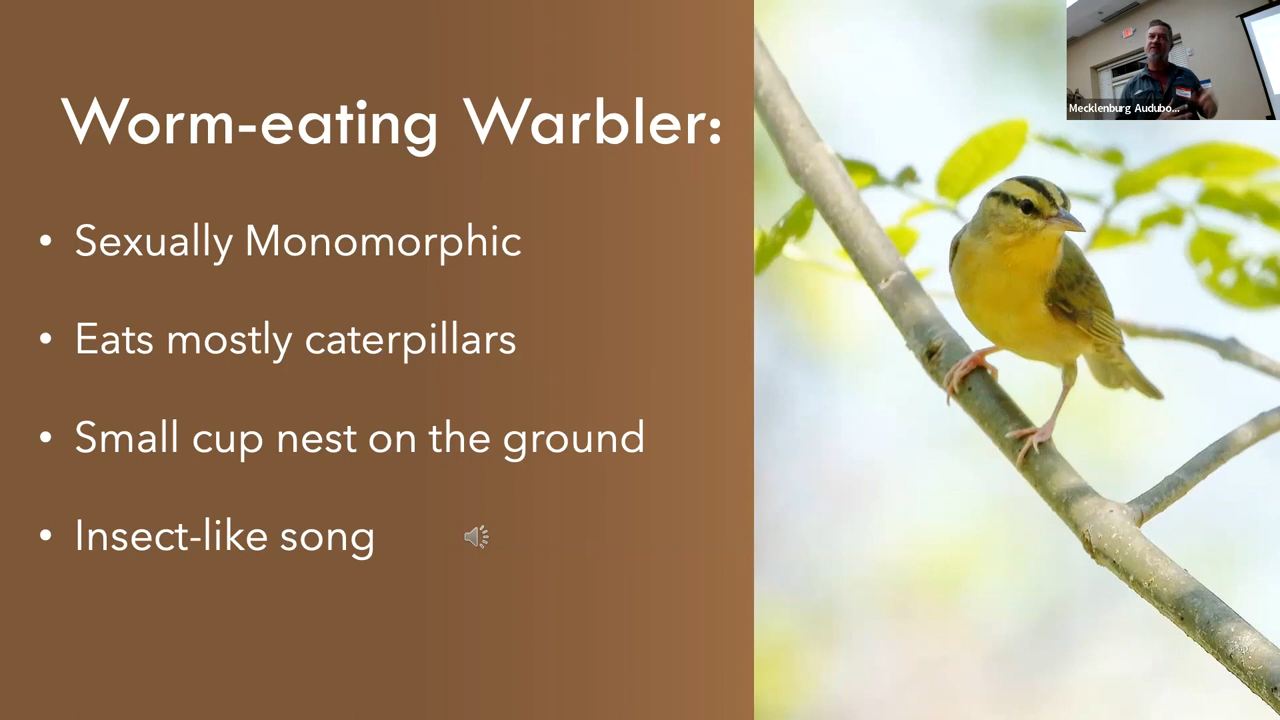 Worm-eating Warbler:
• Sexually Monomorphic
• Eats mostly caterpillars
• Small cup nest on the ground
• Insect-like song
Mecklenburg Audubo...